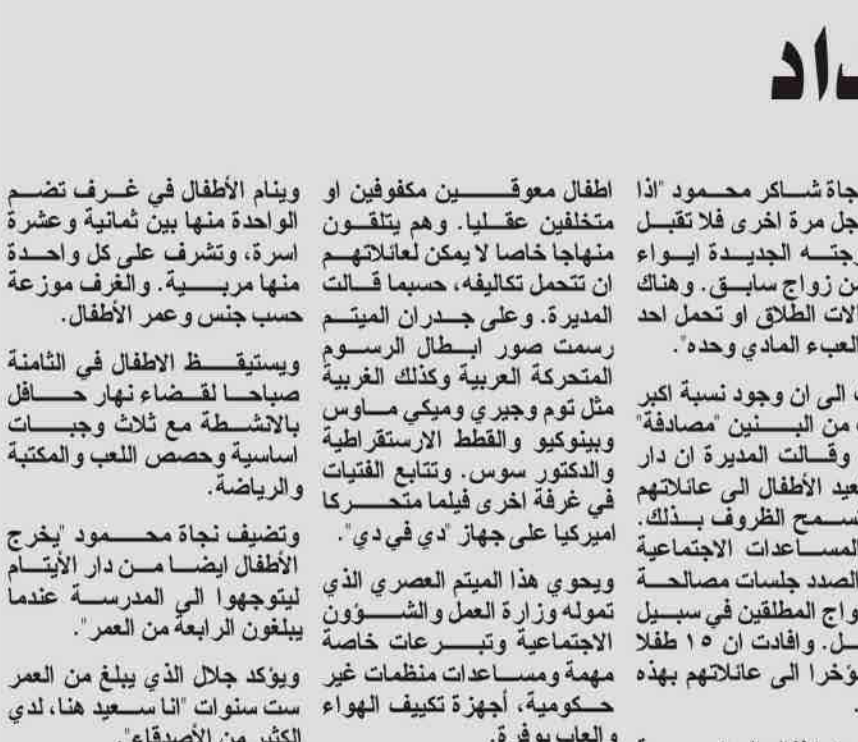 ـداد
جاة شاكر محمود "اذا
جل مرة اخرى فلا تقبل
جته الجديدة ايواء
ن زواج سابق. وهناك
لات الطلاق او تحمل احد
العبء المادي وحده".
الى ان وجود نسبة اكبر
من البنين "مصادفة"
وقالت المديرة ان دار
عيد الأطفال الى عائلاتهم
سمح الظروف بذلك.
المساعدات الاجتماعية
الصدد جلسات مصالحة
واج المطلقين في سبيل
ل. وافادت ان ١٥ طفلا
ؤخرا الى عائلاتهم بهذه
اطفال معوقين مكفوفين او
متخلفين عقليا. وهم يتلقون
منهاجا خاصا لا يمكن لعائلاتهم
ان تتحمل تكاليفه، حسبما قالت
المديرة. وعلى جدران الميتم
رسمت صور ابطال الرسوم
المتحركة العربية وكذلك الغربية
مثل توم وجيري وميكي ماوس
وبينوكيو والقطط الارستقراطية
والدكتور سوس. وتتابع الفتيات
في غرفة اخرى فيلما متحركا
اميركيا على جهاز "دي في دي".
ويحوي هذا الميتم العصري الذي
تموله وزارة العمل والشؤون
الاجتماعية وتبرعات خاصة
مهمة ومساعدات منظمات غير
حكومية، أجهزة تكييف الهواء
والعاب بوفرة.
وينام الأطفال في غرف تضم
الواحدة منها بين ثمانية وعشرة
اسرة، وتشرف على كل واحدة
منها مربية. والغرف موزعة
حسب جنس وعمر الأطفال.
ويستيقظ الاطفال في الثامنة
صباحا لقضاء نهار حافل
بالانشطة مع ثلاث وجبات
اساسية وحصص اللعب والمكتبة
والرياضة.
وتضيف نجاة محمود "يخرج
الأطفال ايضا من دار الأيتام
ليتوجهوا الى المدرسة عندما
يبلغون الرابعة من العمر".
ويؤكد جلال الذي يبلغ من العمر
ست سنوات "انا سعيد هنا، لدي
الكثير من الأصدقاء".